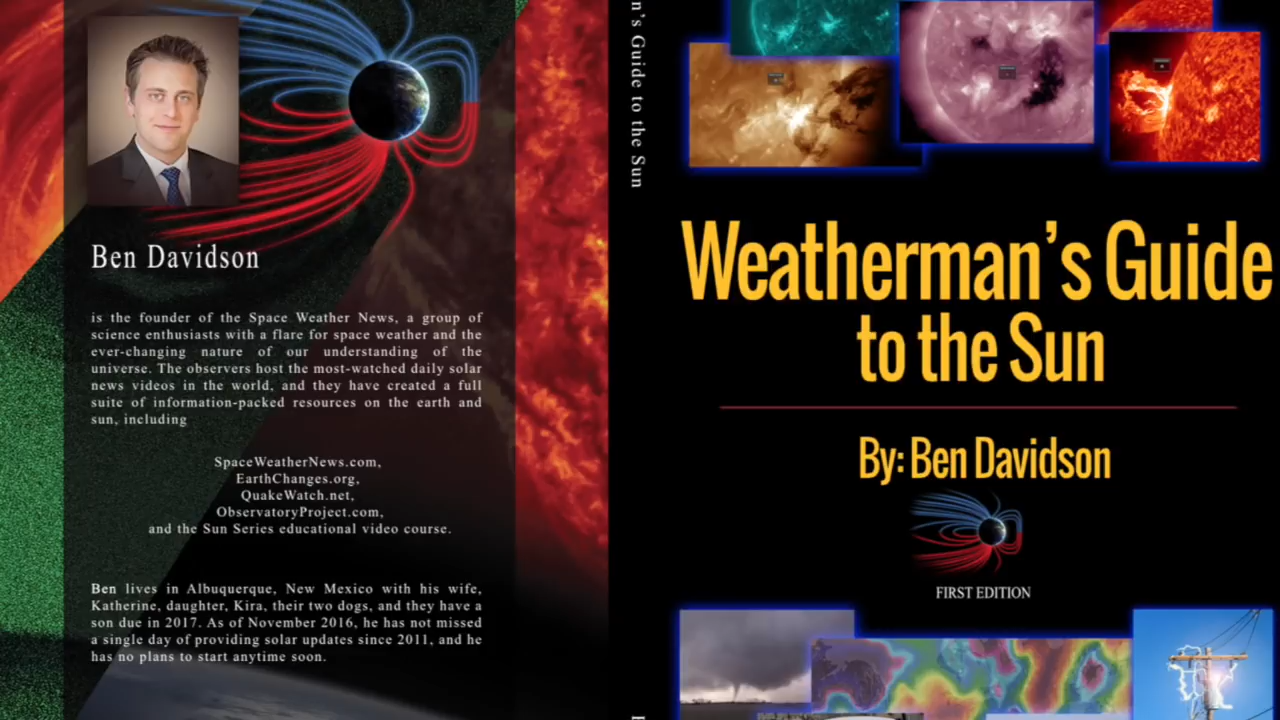 Ben Davidson
is the founder of the Space Weather News, a group of
science enthusiasts with a flare for space weather and the
ever-changing nature of our understanding of the
universe. The observers host the most-watched daily solar
news videos in the world, and they have created a full
suite of information-packed resources on the earth and
sun, including
SpaceWeatherNews.com,
EarthChanges.org,
QuakeWatch.net,
ObservatoryProject.com,
and the Sun Series educational video course.
Ben lives in Albuquerque, New Mexico with his wife,
Katherine, daughter, Kira, their two dogs, and they have a
son due in 2017. As of November 2016, he has not missed
a single day of providing solar updates since 2011, and he
has no plans to start anytime soon.
n's Guide to the Sun
Weatherman's Guide
to the Sun
By: Ben Davidson
FIRST EDITION